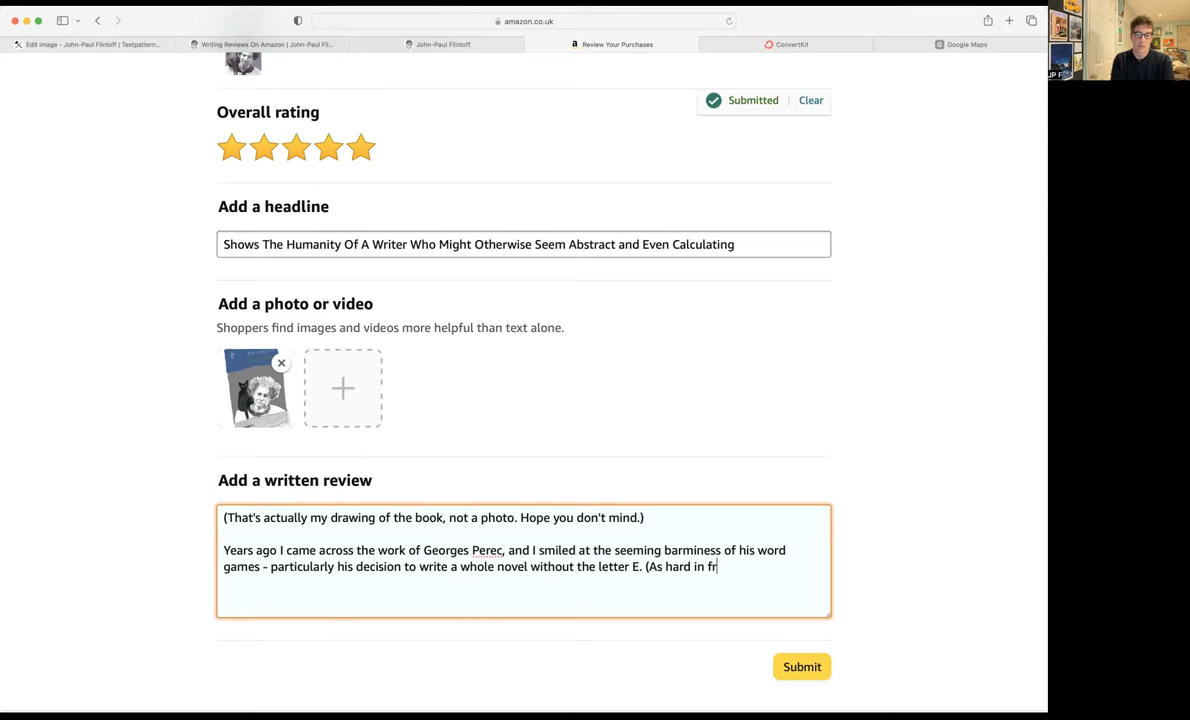 amazon.co.uk
Edit image - John-Paul Flintoff | Textpattern...
Writing Reviews On Amazon | John-Paul Fli...
John-Paul Flintoff
a Review Your Purchases
ConvertKit
G Google Maps
JP F
Overall rating
Submitted | Clear
Add a headline
Shows The Humanity Of A Writer Who Might Otherwise Seem Abstract and Even Calculating
Add a photo or video
Shoppers find images and videos more helpful than text alone.
Add a written review
(That's actually my drawing of the book, not a photo. Hope you don't mind.)
Years ago I came across the work of Georges Perec, and I smiled at the seeming barminess of his word
games - particularly his decision to write a whole novel without the letter E. (As hard in fr
Submit